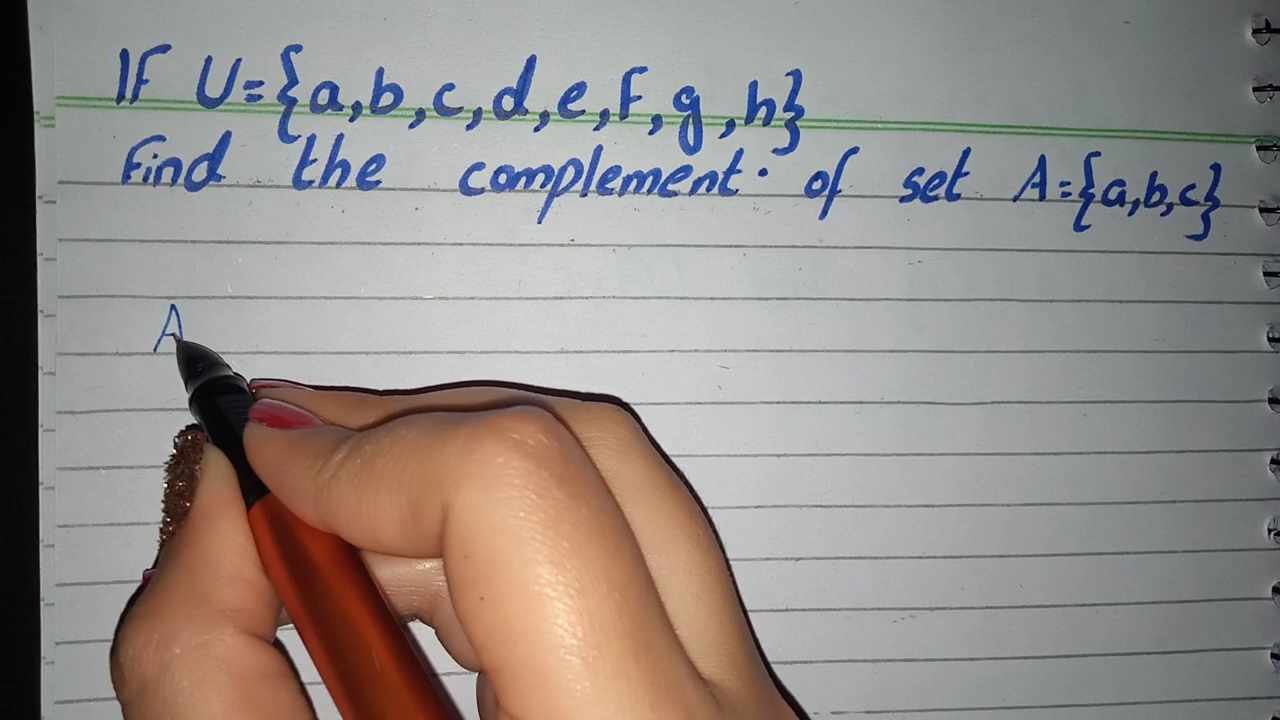 If U={a,b,c,d,e,f,g,h}
Find the complement of set A={a,b,c}
A